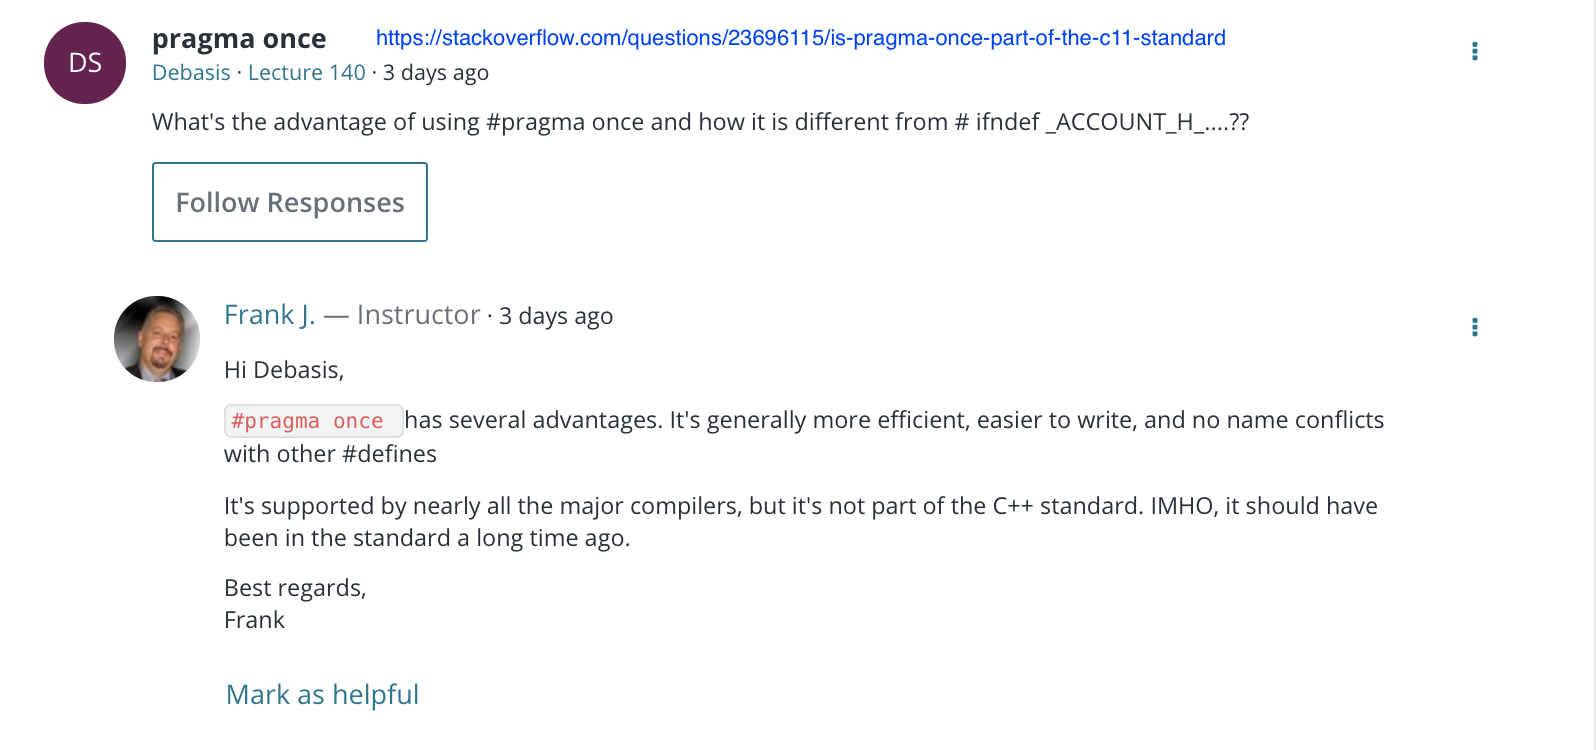 DS
pragma once https://stackoverflow.com/questions/23696115/is-pragma-once-part-of-the-c11-standard
Debasis · Lecture 140 · 3 days ago
What's the advantage of using #pragma once and how it is different from # ifndef _ACCOUNT_H_....??
Follow Responses
Frank J. — Instructor · 3 days ago
Hi Debasis,
#pragma once has several advantages. It's generally more efficient, easier to write, and no name conflicts
with other #defines
It's supported by nearly all the major compilers, but it's not part of the C++ standard. IMHO, it should have
been in the standard a long time ago.
Best regards,
Frank
Mark as helpful